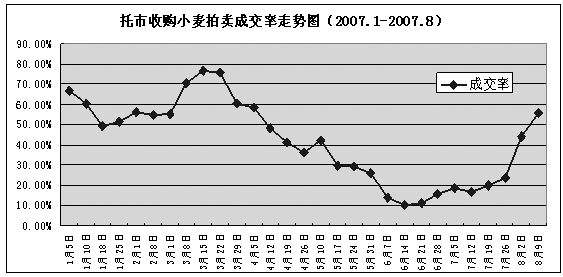 托市收购小麦拍卖成交率走势图（2007.1-2007.8）
90.00%
80.00%
70.00%
60.00%
50.00%
40.00%
30.00%
20.00%
10.00%
0.00%
成交率
1月5日
1月10日
1月18日
1月25日
2月1日
2月8日
3月1日
3月8日
3月15日
3月22日
3月29日
4月5日
4月12日
4月19日
4月26日
5月10日
5月17日
5月24日
5月31日
6月7日
6月14日
6月21日
6月28日
7月5日
7月12日
7月19日
7月26日
8月2日
8月9日